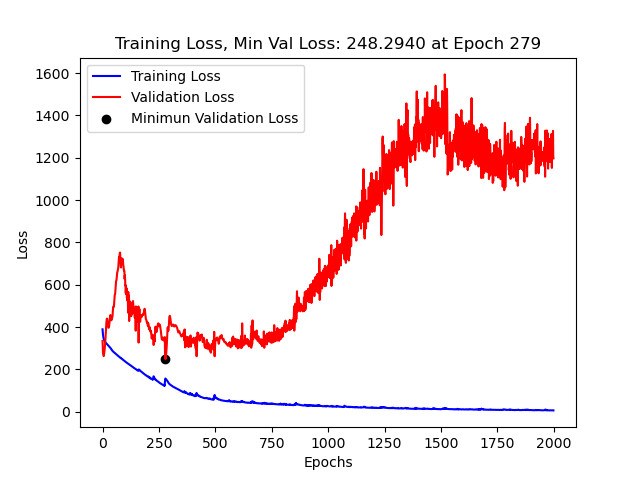 Training Loss, Min Val Loss: 248.2940 at Epoch 279
Training Loss
Validation Loss
Minimun Validation Loss
1600
1400
1200
1000
800
600
400
200
0
Loss
0 250 500 750 1000 1250 1500 1750 2000
Epochs